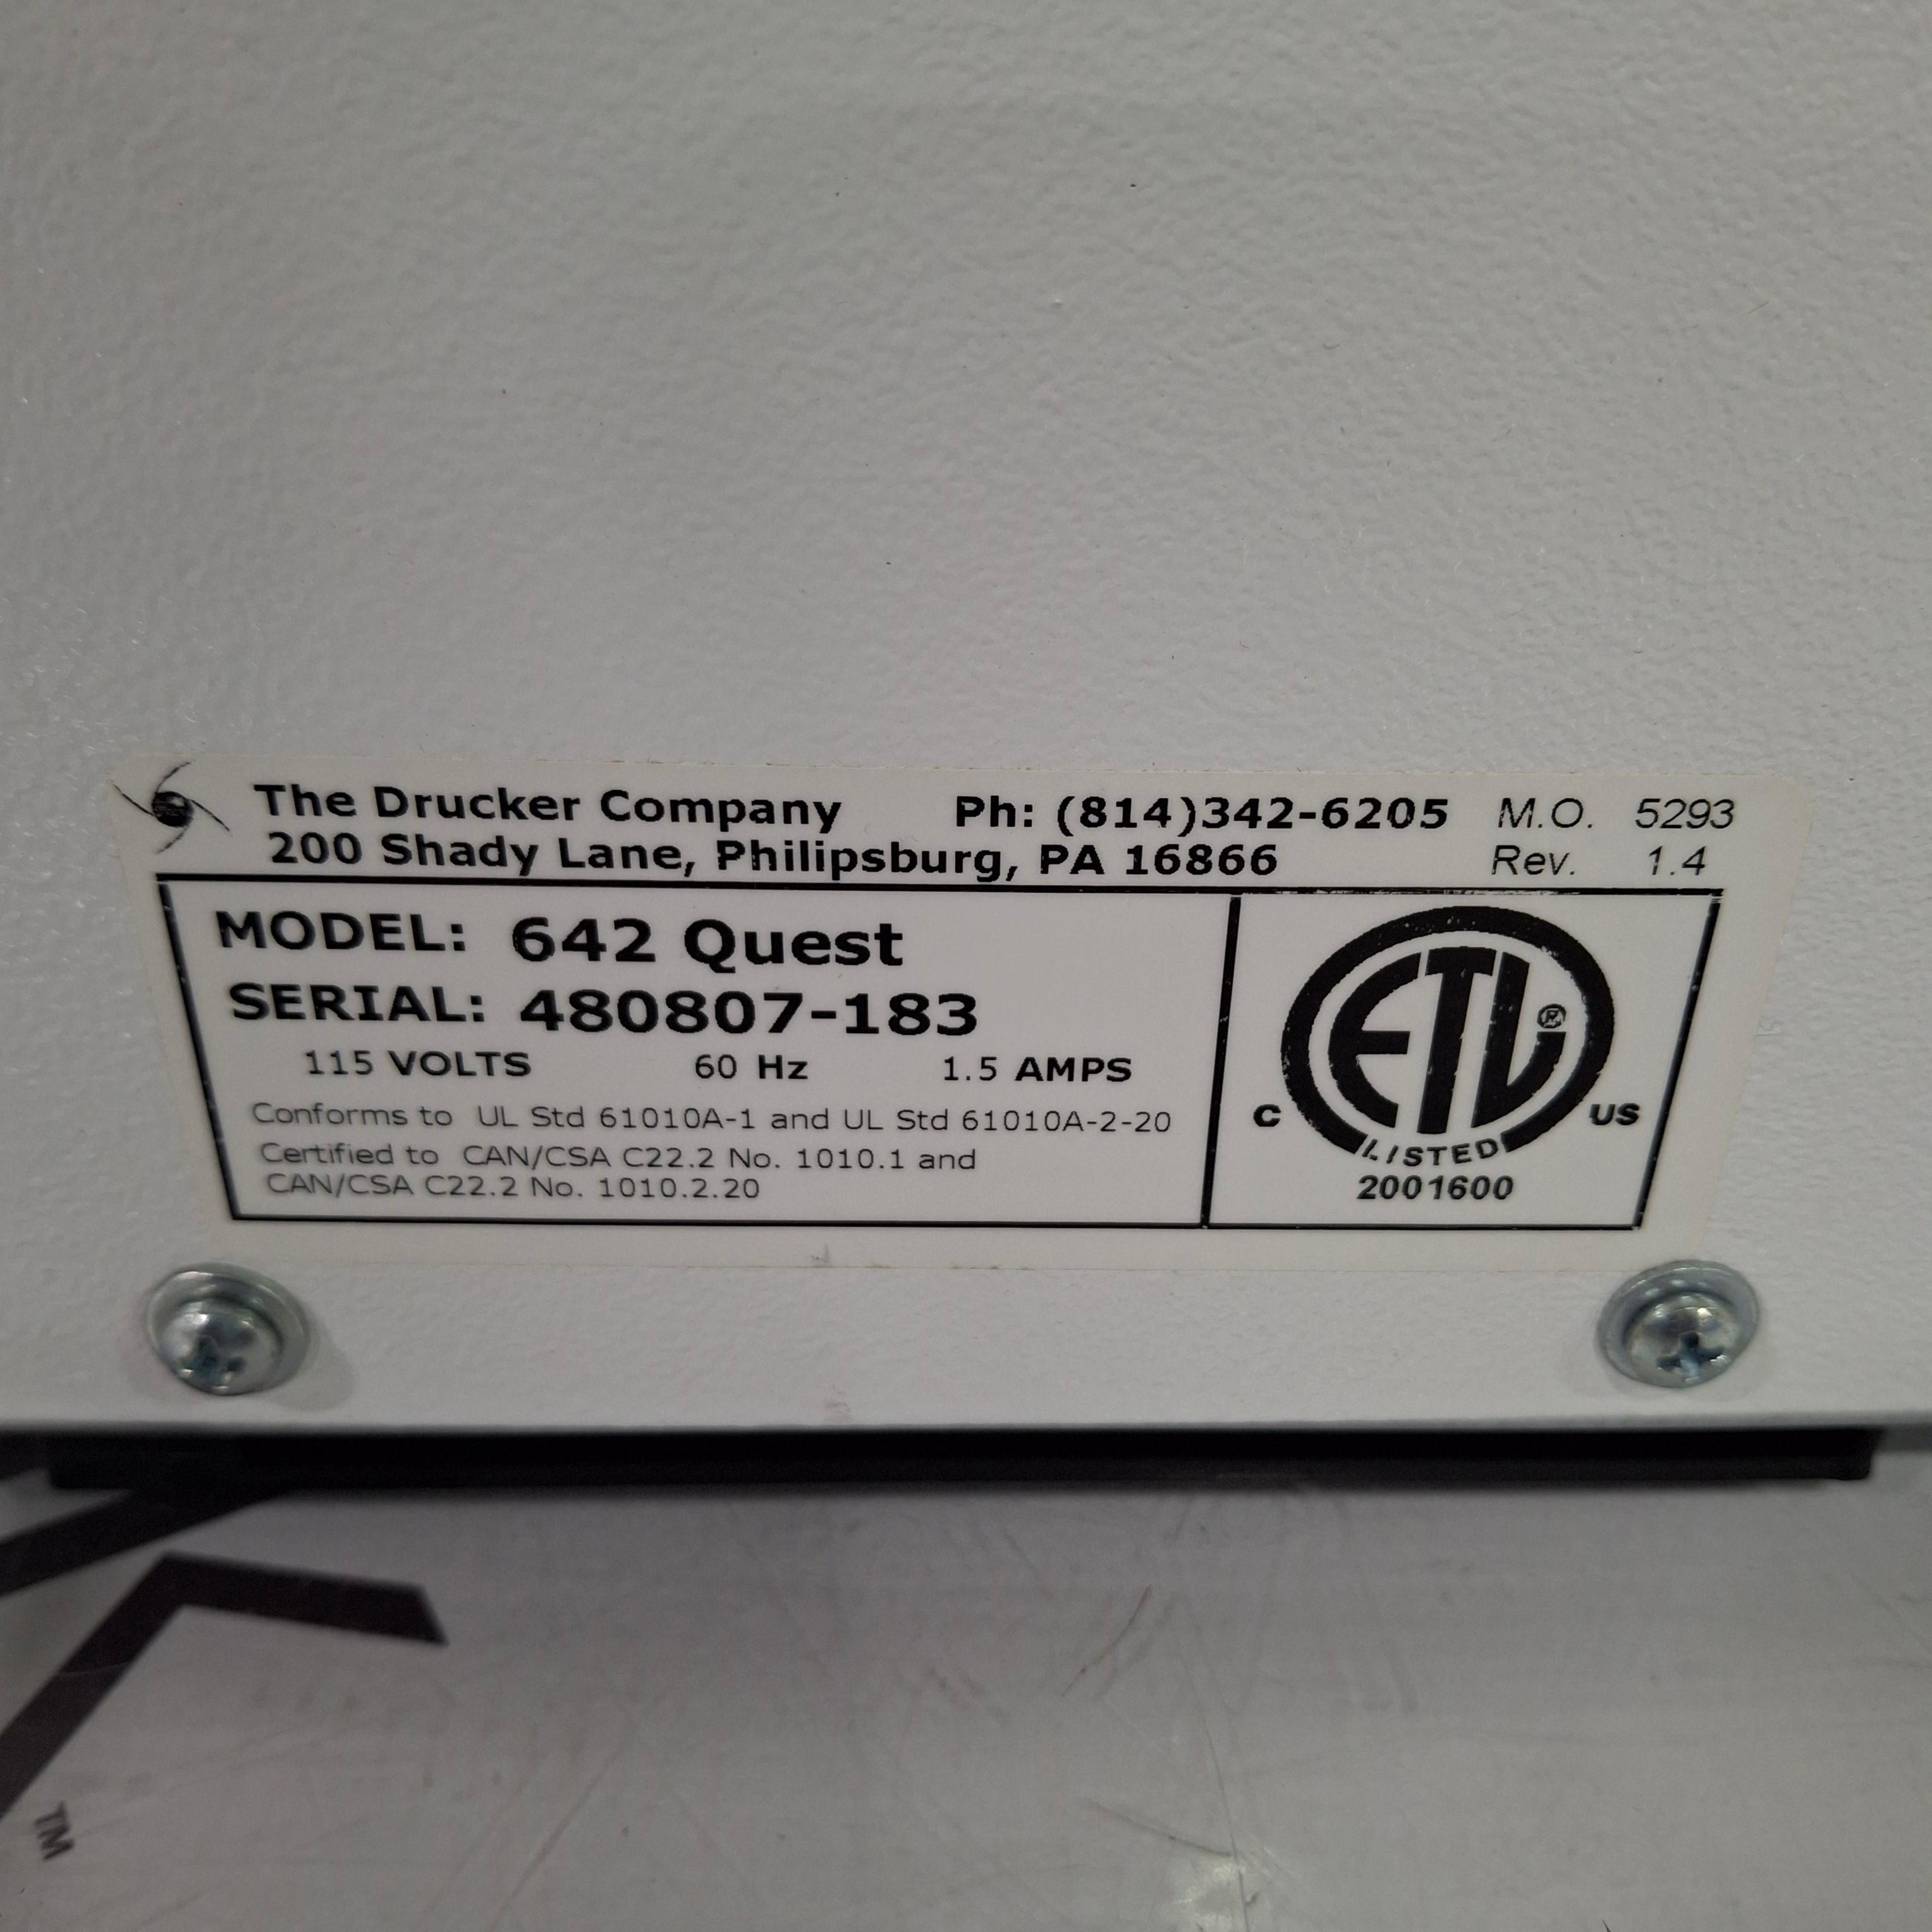 The Drucker Company Ph: (814)342-6205 M.O. 5293
200 Shady Lane, Philipsburg, PA 16866 Rev. 1.4
MODEL: 642 Quest
SERIAL: 480807-183
115 VOLTS 60 Hz 1.5 AMPS
Conforms to UL Std 61010A-1 and UL Std 61010A-2-20
Certified to CAN/CSA C22.2 No. 1010.1 and
CAN/CSA C22.2 No. 1010.2.20
ETL®
C US
LISTED
2001600
TM